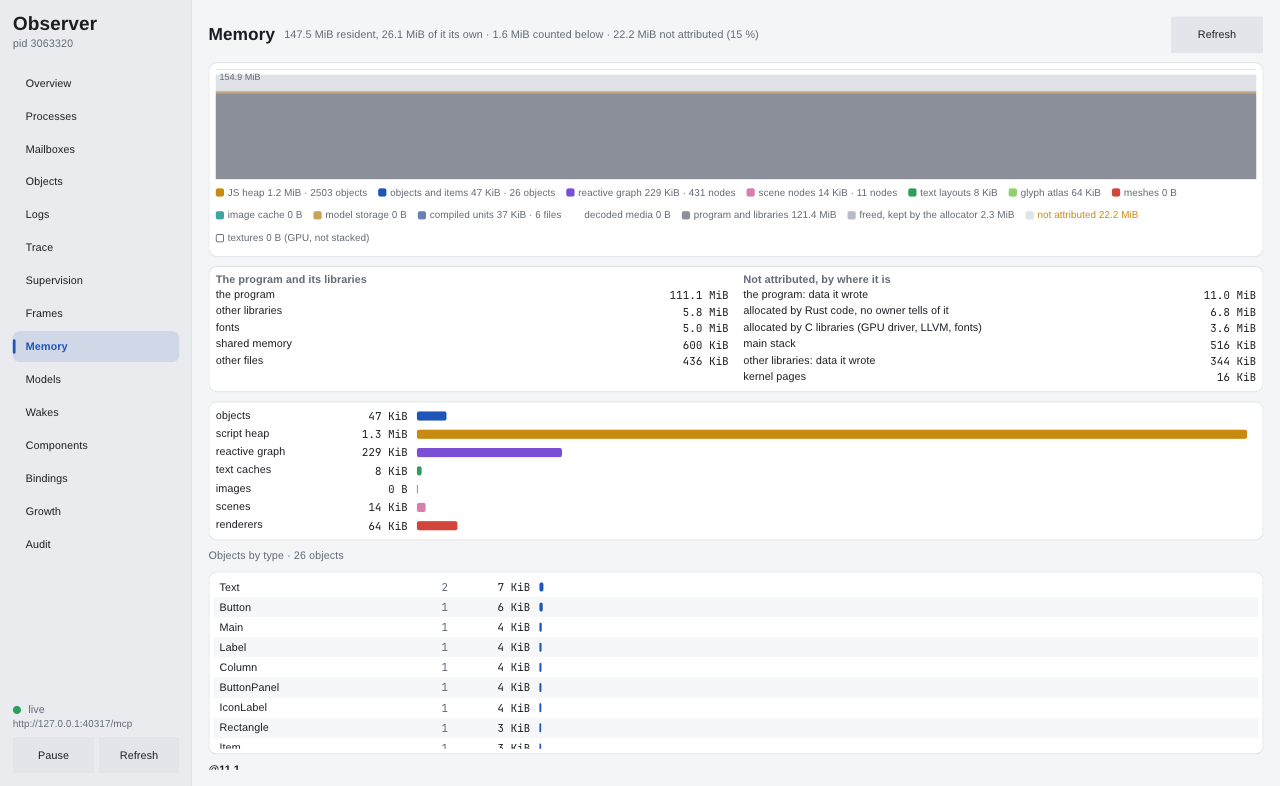 Observer
pid 3063320
Overview
Processes
Mailboxes
Objects
Logs
Trace
Supervision
Frames
Memory
Models
Wakes
Components
Bindings
Growth
Audit
live
http://127.0.0.1:40317/mcp
Pause Refresh
Memory 147.5 MiB resident, 26.1 MiB of it its own · 1.6 MiB counted below · 22.2 MiB not attributed (15 %) Refresh
154.9 MiB
JS heap 1.2 MiB · 2503 objects objects and items 47 KiB · 26 objects reactive graph 229 KiB · 431 nodes scene nodes 14 KiB · 11 nodes text layouts 8 KiB glyph atlas 64 KiB meshes 0 B
image cache 0 B model storage 0 B compiled units 37 KiB · 6 files decoded media 0 B program and libraries 121.4 MiB freed, kept by the allocator 2.3 MiB not attributed 22.2 MiB
textures 0 B (GPU, not stacked)
The program and its libraries
the program 111.1 MiB
other libraries 5.8 MiB
fonts 5.0 MiB
shared memory 600 KiB
other files 436 KiB
Not attributed, by where it is
the program: data it wrote 11.0 MiB
allocated by Rust code, no owner tells of it 6.8 MiB
allocated by C libraries (GPU driver, LLVM, fonts) 3.6 MiB
main stack 516 KiB
other libraries: data it wrote 344 KiB
kernel pages 16 KiB
objects 47 KiB
script heap 1.3 MiB
reactive graph 229 KiB
text caches 8 KiB
images 0 B
scenes 14 KiB
renderers 64 KiB
Objects by type · 26 objects
Text 2 7 KiB
Button 1 6 KiB
Main 1 4 KiB
Label 1 4 KiB
Column 1 4 KiB
ButtonPanel 1 4 KiB
IconLabel 1 4 KiB
Rectangle 1 3 KiB
Item 1 3 KiB
@11.1